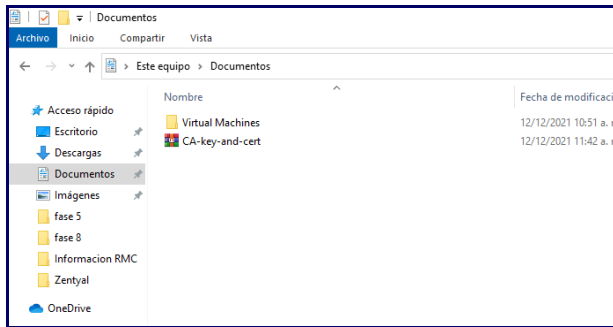 Documentos
Archivo Inicio Compartir Vista
Este equipo > Documentos
Nombre Fecha de modificaci
Acceso rápido
Escritorio
Descargas
Documentos
Imágenes
fase 5
fase 8
Informacion RMC
Zentyal
OneDrive
Virtual Machines 12/12/2021 10:51 a. 
CA-key-and-cert 12/12/2021 11:42 a.